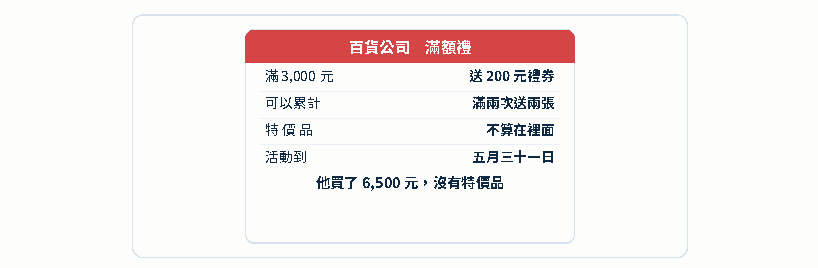 百貨公司　滿額禮
滿 3,000 元　送 200 元禮券
可以累計　滿兩次送兩張
特價品　不算在裡面
活動到　五月三十一日
他買了 6,500 元，沒有特價品